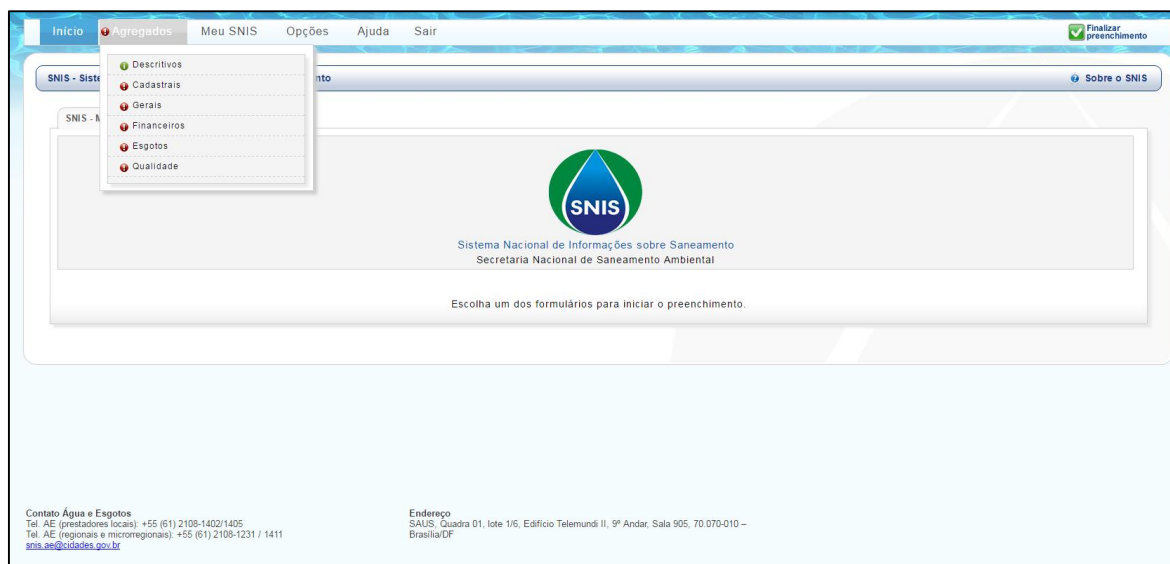 Início Agregados Meu SNIS Opções Ajuda Sair
Finalizar
preenchimento
Descritivos
Cadastrais
Gerais
Financeiros
Esgotos
Qualidade
SNIS - Siste
nto
Sobre o SNIS
SNIS - M
SNIS
Sistema Nacional de Informações sobre Saneamento
Secretaria Nacional de Saneamento Ambiental
Escolha um dos formulários para iniciar o preenchimento.
Contato Água e Esgotos
Tel. AE (prestadores locais): +55 (61) 2108-1402/1405
Tel. AE (regionais e microrregionais): +55 (61) 2108-1231 / 1411
snis.ae@cidades.gov.br
Endereço
SAUS, Quadra 01, lote 1/6, Edifício Telemundi II, 9º Andar, Sala 905, 70.070-010 –
Brasília/DF